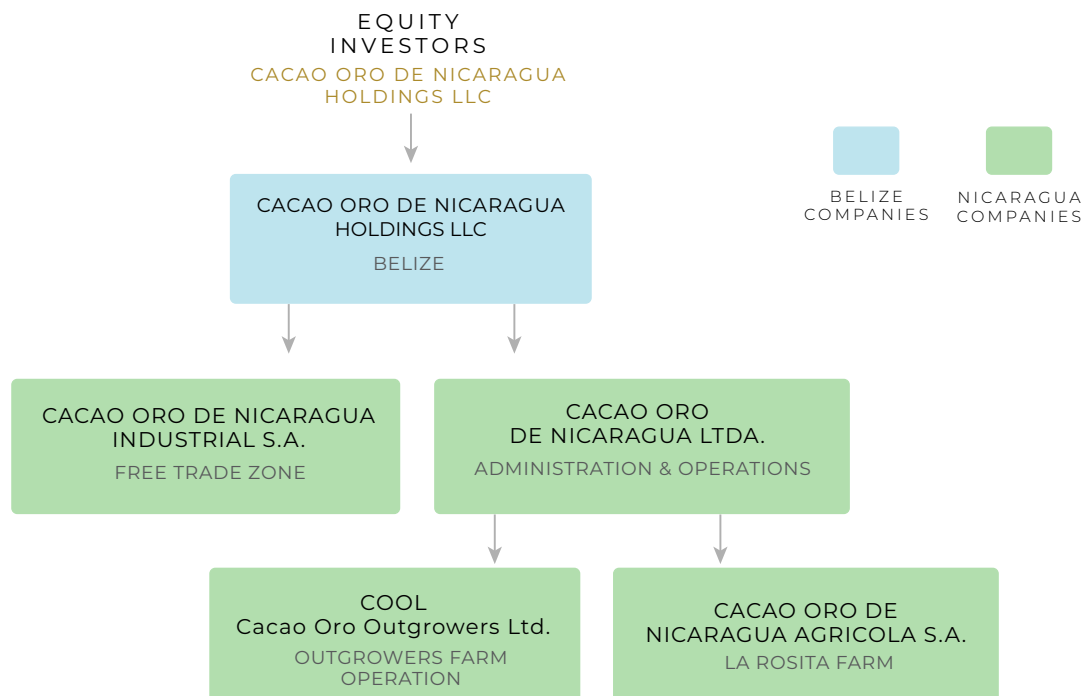 EQUITY
INVESTORS
CACAO ORO DE NICARAGUA
HOLDINGS LLC
CACAO ORO DE NICARAGUA
HOLDINGS LLC
BELIZE
BELIZE
COMPANIES
NICARAGUA
COMPANIES
CACAO ORO DE NICARAGUA
INDUSTRIAL S.A.
FREE TRADE ZONE
CACAO ORO
DE NICARAGUA LTDA.
ADMINISTRATION & OPERATIONS
COOL
Cacao Oro Outgrowers Ltd.
OUTGROWERS FARM
OPERATION
CACAO ORO DE
NICARAGUA AGRICOLA S.A.
LA ROSITA FARM